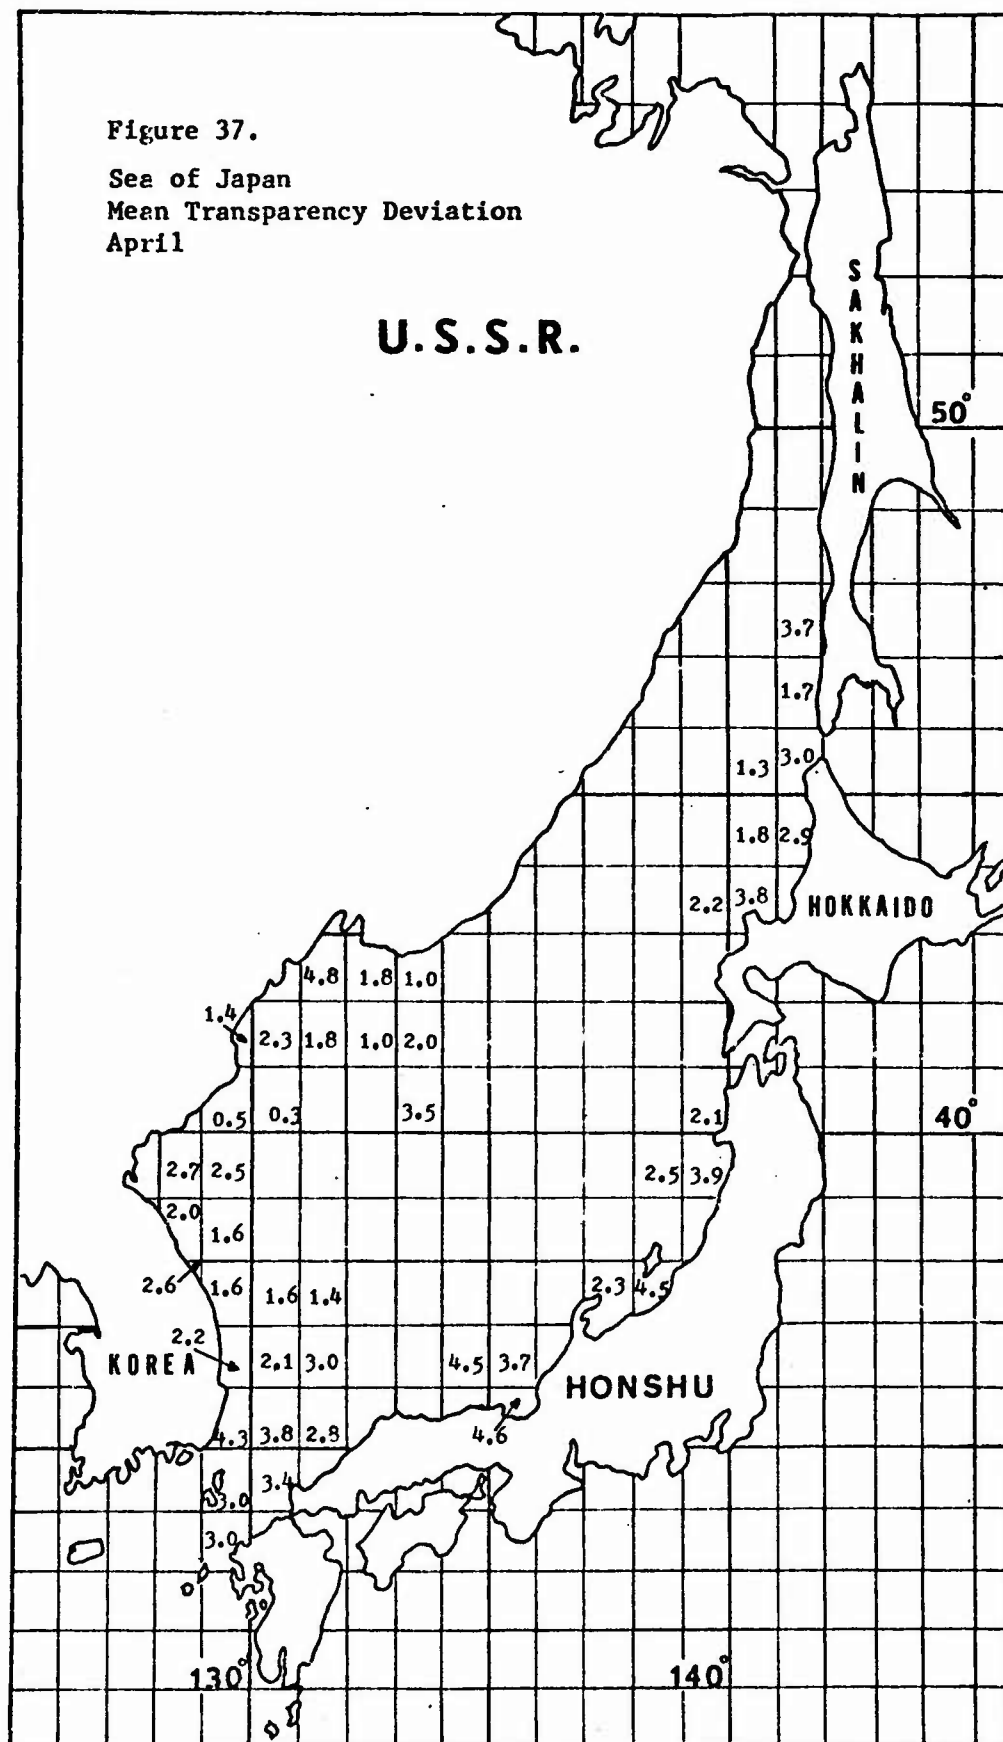 Figure 37.
Sea of Japan
Mean Transparency Deviation
April
U.S.S.R.
SAKHALIN
50°
3.7
1.7
1.3 3.0
1.8 2.9
2.2 3.8 HOKKAIDO
4.8 1.8 1.0
1.4 2.3 1.8 1.0 2.0
0.5 0.3 3.5 2.1 40°
2.7 2.5 2.5 3.9
2.0
1.6
2.6 1.6 1.6 1.4 2.3 4.5
2.2
KOREA 2.1 3.0 4.5 3.7
HONSHU
4.3 3.8 2.8 4.6
3.4
3.0
3.0
130° 140°